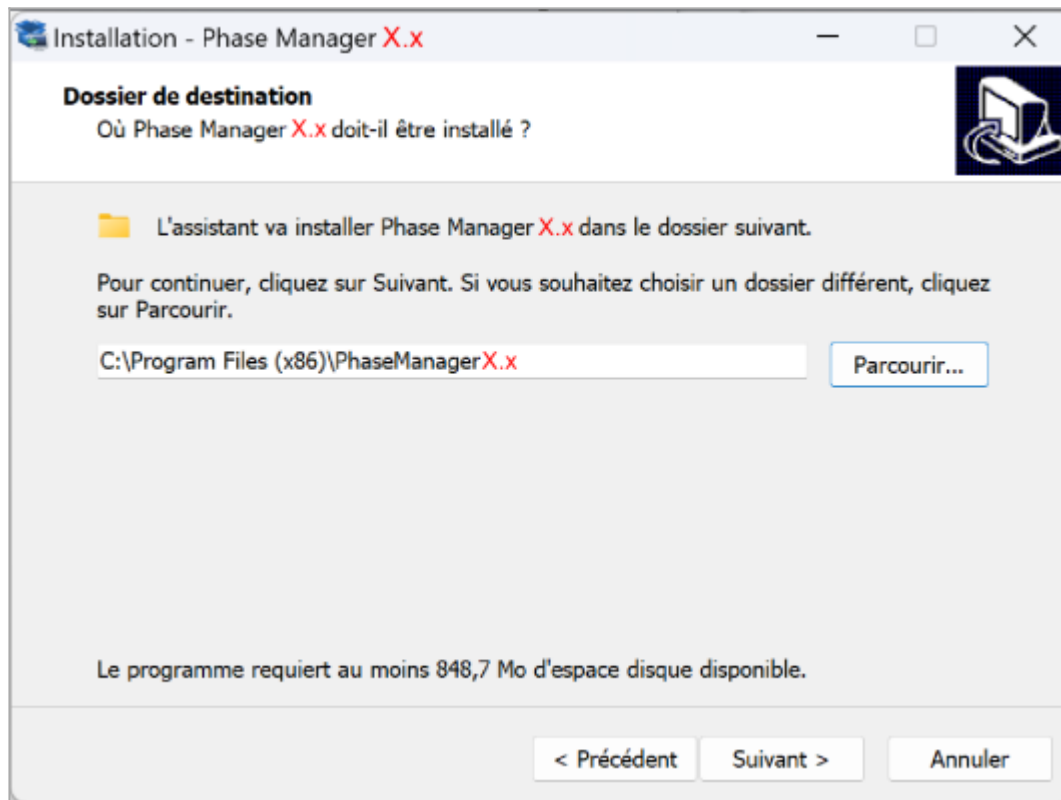 Installation - Phase Manager X.x
Dossier de destination
Où Phase Manager X.x doit-il être installé ?
L'assistant va installer Phase Manager X.x dans le dossier suivant.
Pour continuer, cliquez sur Suivant. Si vous souhaitez choisir un dossier différent, cliquez
sur Parcourir.
C:\Program Files (x86)\PhaseManagerX.x
Parcourir...
Le programme requiert au moins 848,7 Mo d'espace disque disponible.
< Précédent
Suivant >
Annuler